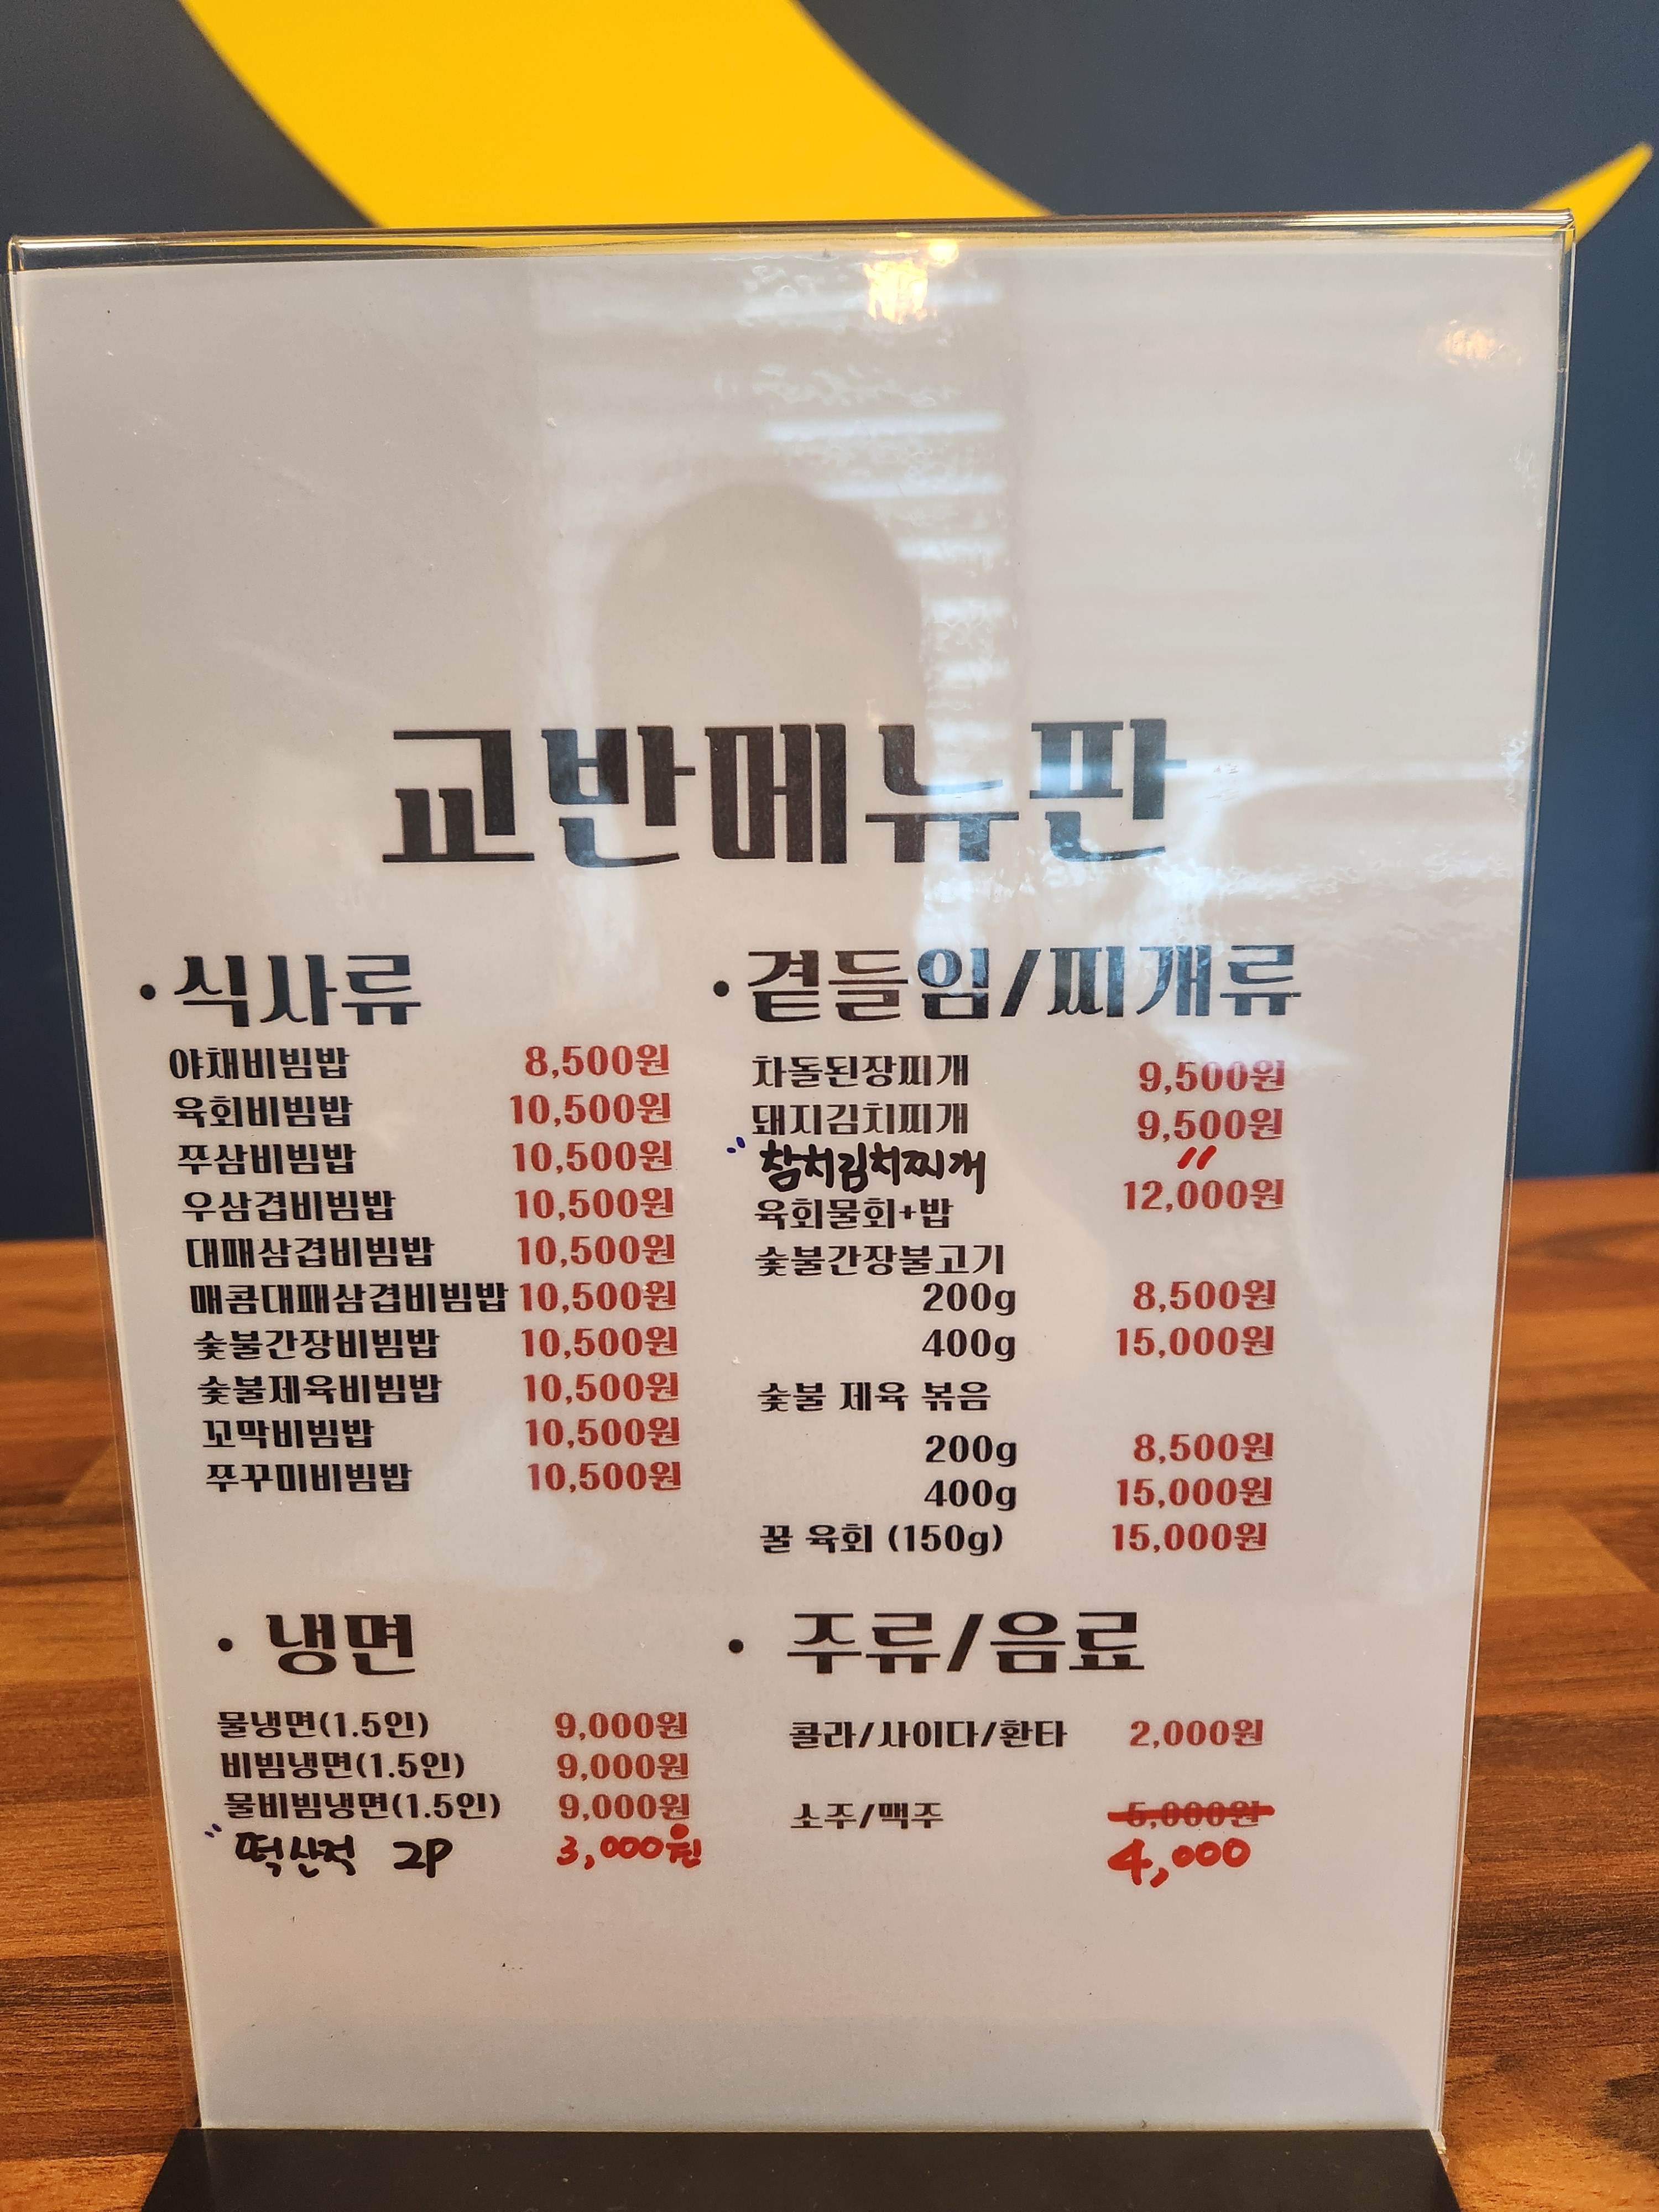 교반메뉴판
· 식사류
야채비빔밥 8,500원
육회비빔밥 10,500원
쭈삼비빔밥 10,500원
우삼겹비빔밥 10,500원
대패삼겹비빔밥 10,500원
매콤대패삼겹비빔밥 10,500원
숯불간장비빔밥 10,500원
숯불제육비빔밥 10,500원
꼬막비빔밥 10,500원
쭈꾸미비빔밥 10,500원
· 곁들임/찌개류
차돌된장찌개 9,500원
돼지김치찌개 9,500원
참치김치찌개 〃
육회물회+밥 12,000원
숯불간장불고기
200g 8,500원
400g 15,000원
숯불 제육 볶음
200g 8,500원
400g 15,000원
꿀 육회 (150g) 15,000원
· 냉면
물냉면(1.5인) 9,000원
비빔냉면(1.5인) 9,000원
물비빔냉면(1.5인) 9,000원
떡산적 2P 3,000원
· 주류/음료
콜라/사이다/환타 2,000원
소주/맥주 5,000원
4,000